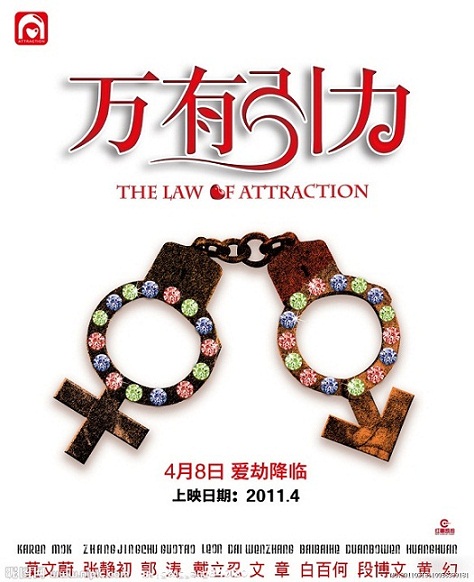 ATTRACTION
万有引力
THE LAW OF ATTRACTION
4月8日 爱劫降临
上映日期：2011.4
KAREN MOK ZHANGJINGCHU GUOTAO LEON DAI WENZHANG BAIBAIHE DUANBOWEN HUANGHUAN
莫文蔚 张静初 郭涛 戴立忍 文章 白百何 段博文 黄幻